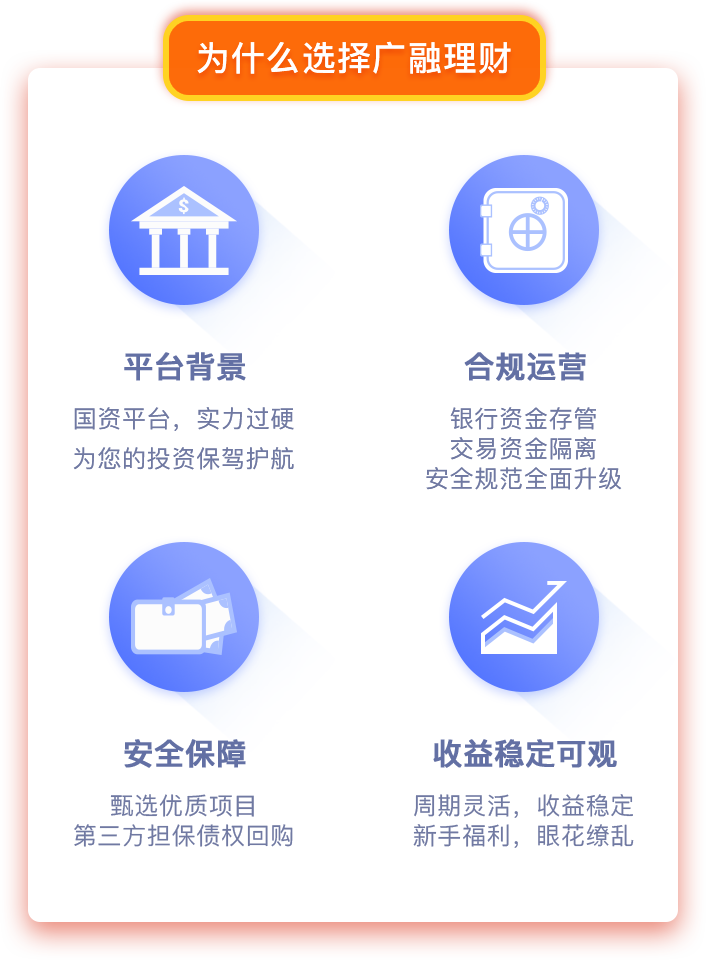 为什么选择广融理财
$
平台背景
国资平台，实力过硬
为您的投资保驾护航
合规运营
银行资金存管
交易资金隔离
安全规范全面升级
安全保障
甄选优质项目
第三方担保债权回购
收益稳定可观
周期灵活，收益稳定
新手福利，眼花缭乱